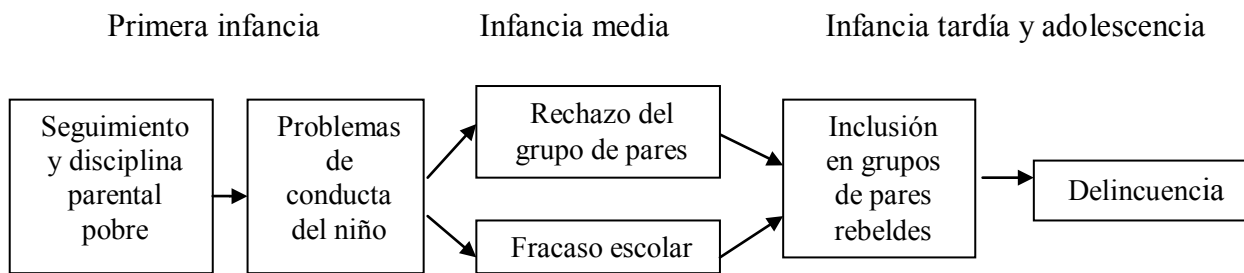 Primera infancia
Infancia media
Infancia tardía y adolescencia
Seguimiento
y disciplina
parental
pobre
Problemas
de
conducta
del niño
Rechazo del
grupo de pares
Fracaso escolar
Inclusión
en grupos
de pares
rebeldes
Delincuencia